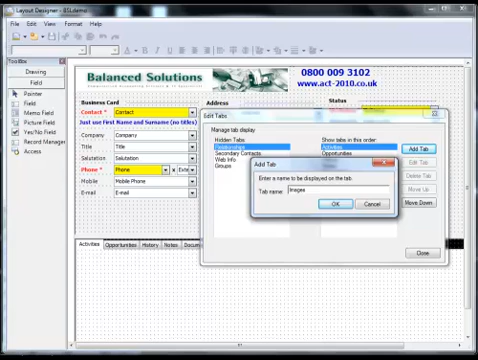 Layout Designer - BSLdemo
File Edit View Format Help
Toolbox
Drawing
Field
Pointer
Field
Memo Field
Picture Field
Yes/No Field
Record Manager
Access
Balanced Solutions
0800 009 3102
www.act-2010.co.uk
Business Card
Address
Status
Contact *
Contact
Just use First Name and Surname (no titles)
Company
Company
Title
Title
Salutation
Salutation
Phone *
Phone
x
Exte
Mobile
Mobile Phone
E-mail
E-mail
Activities
Opportunities
History
Notes
Docum
Edit Tabs
Manage tab display
Hidden Tabs
Relationships
Secondary Contacts
Web Info
Groups
Show tabs in this order:
Activities
Opportunities
Add Tab
Edit Tab
Delete Tab
Move Up
Move Down
Close
Add Tab
Enter a name to be displayed on the tab.
Tab name:
Images
OK
Cancel